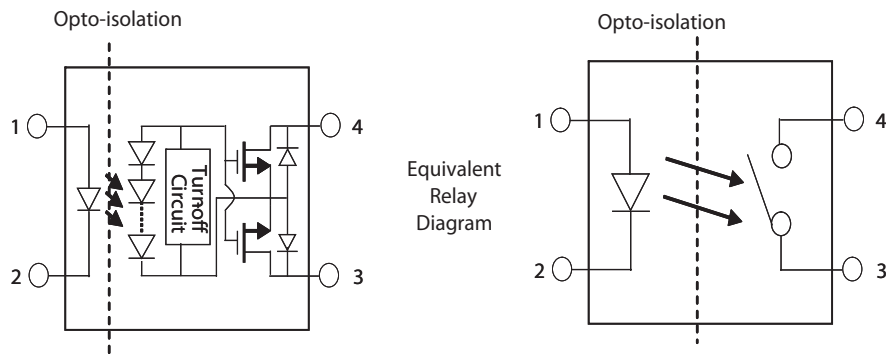 Opto-isolation
1
2
Turnoff
Circuit
4
3
Equivalent
Relay
Diagram
Opto-isolation
1
2
4
3